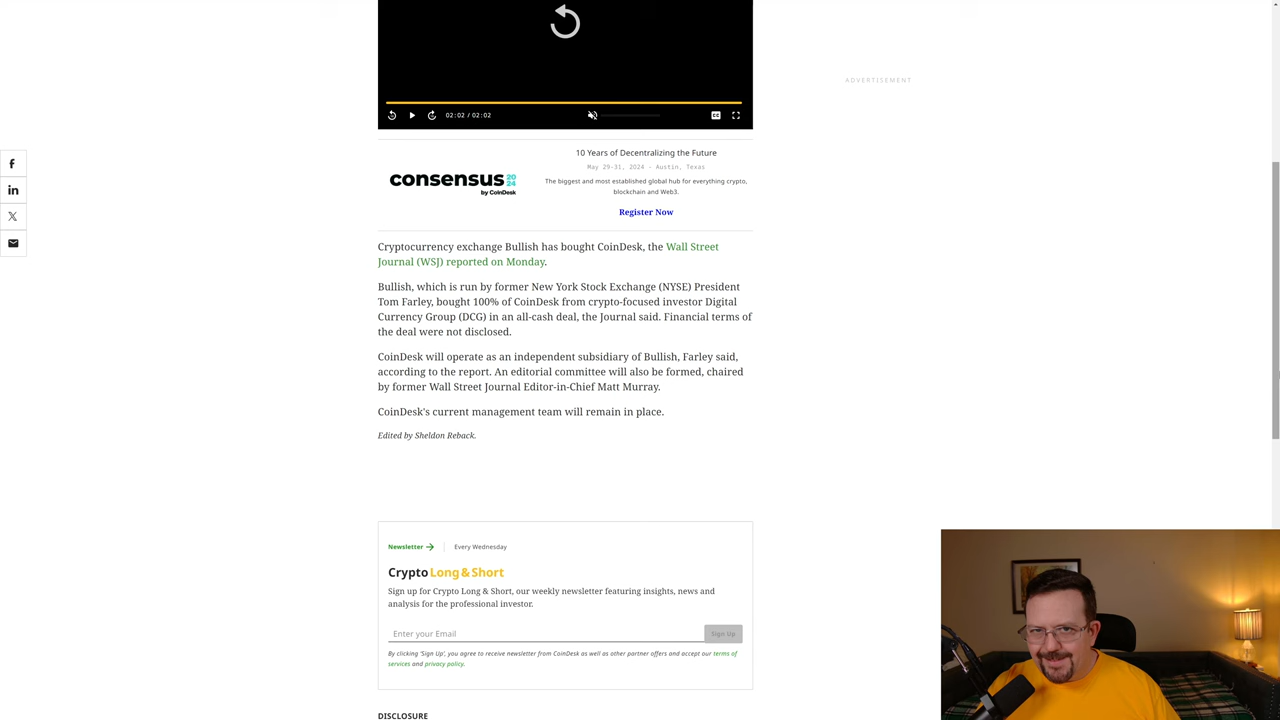 02:02 / 02:02
CC
ADVERTISEMENT
f
in
X
consensus 2024
by CoinDesk
10 Years of Decentralizing the Future
May 29-31, 2024 - Austin, Texas
The biggest and most established global hub for everything crypto,
blockchain and Web3.
Register Now
Cryptocurrency exchange Bullish has bought CoinDesk, the Wall Street
Journal (WSJ) reported on Monday.
Bullish, which is run by former New York Stock Exchange (NYSE) President
Tom Farley, bought 100% of CoinDesk from crypto-focused investor Digital
Currency Group (DCG) in an all-cash deal, the Journal said. Financial terms of
the deal were not disclosed.
CoinDesk will operate as an independent subsidiary of Bullish, Farley said,
according to the report. An editorial committee will also be formed, chaired
by former Wall Street Journal Editor-in-Chief Matt Murray.
CoinDesk's current management team will remain in place.
Edited by Sheldon Reback.
Newsletter
Every Wednesday
Crypto Long & Short
Sign up for Crypto Long & Short, our weekly newsletter featuring insights, news and
analysis for the professional investor.
Enter your Email
Sign Up
By clicking 'Sign Up', you agree to receive newsletter from CoinDesk as well as other partner offers and accept our terms of
services and privacy policy.
DISCLOSURE